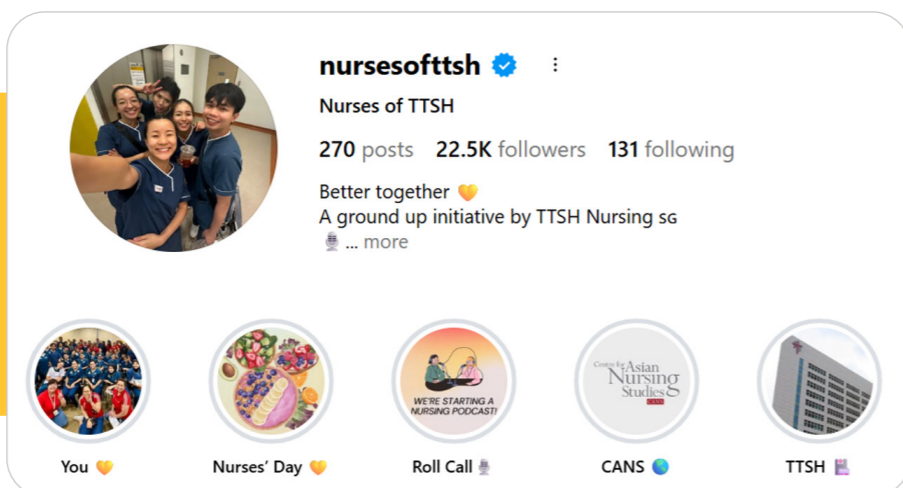 nursesofttsh
Nurses of TTSH
270 posts 22.5K followers 131 following
Better together 🧡
A ground up initiative by TTSH Nursing SG
🎙️ ... more
WE'RE STARTING A
NURSING PODCAST!
Centre for Asian
Nursing
Studies
CANS
You 🧡
Nurses' Day 🧡
Roll Call 🎙️
CANS 🌏
TTSH 🏥